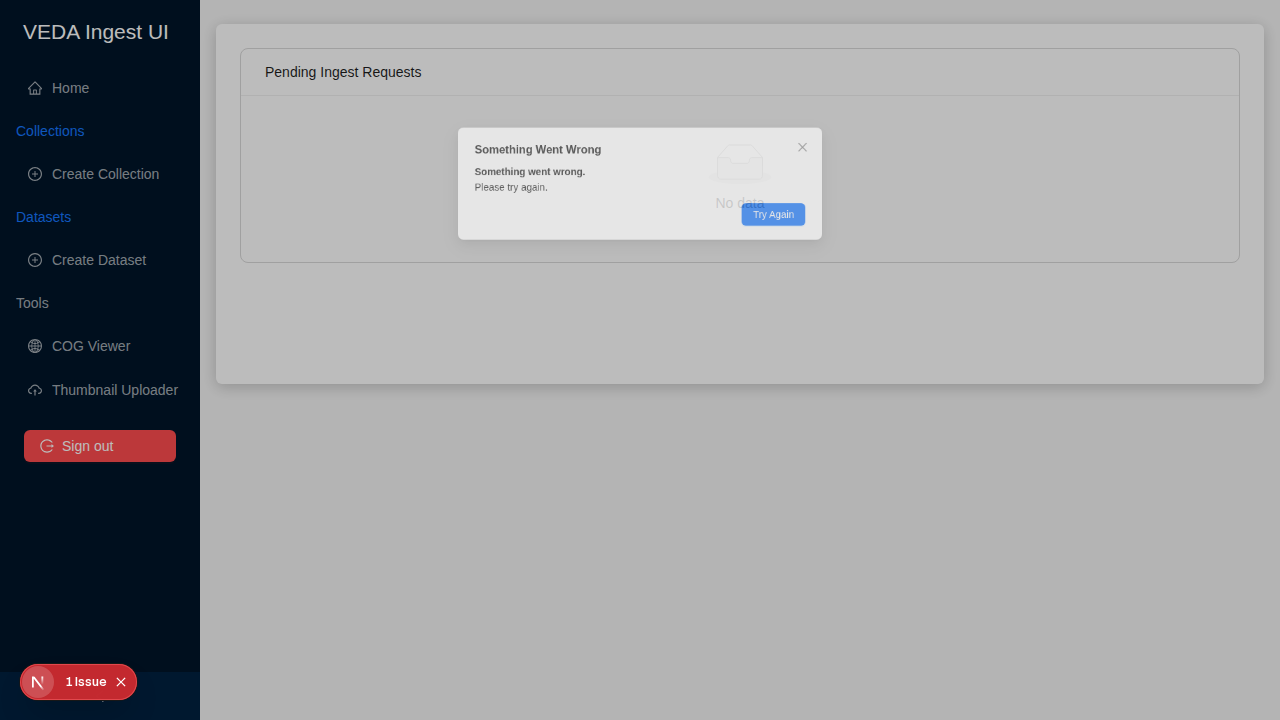 VEDA Ingest UI
Home
Collections
Create Collection
Datasets
Create Dataset
Tools
COG Viewer
Thumbnail Uploader
Sign out
1 Issue
Pending Ingest Requests
Something Went Wrong
Something went wrong.
Please try again.
No data
Try Again